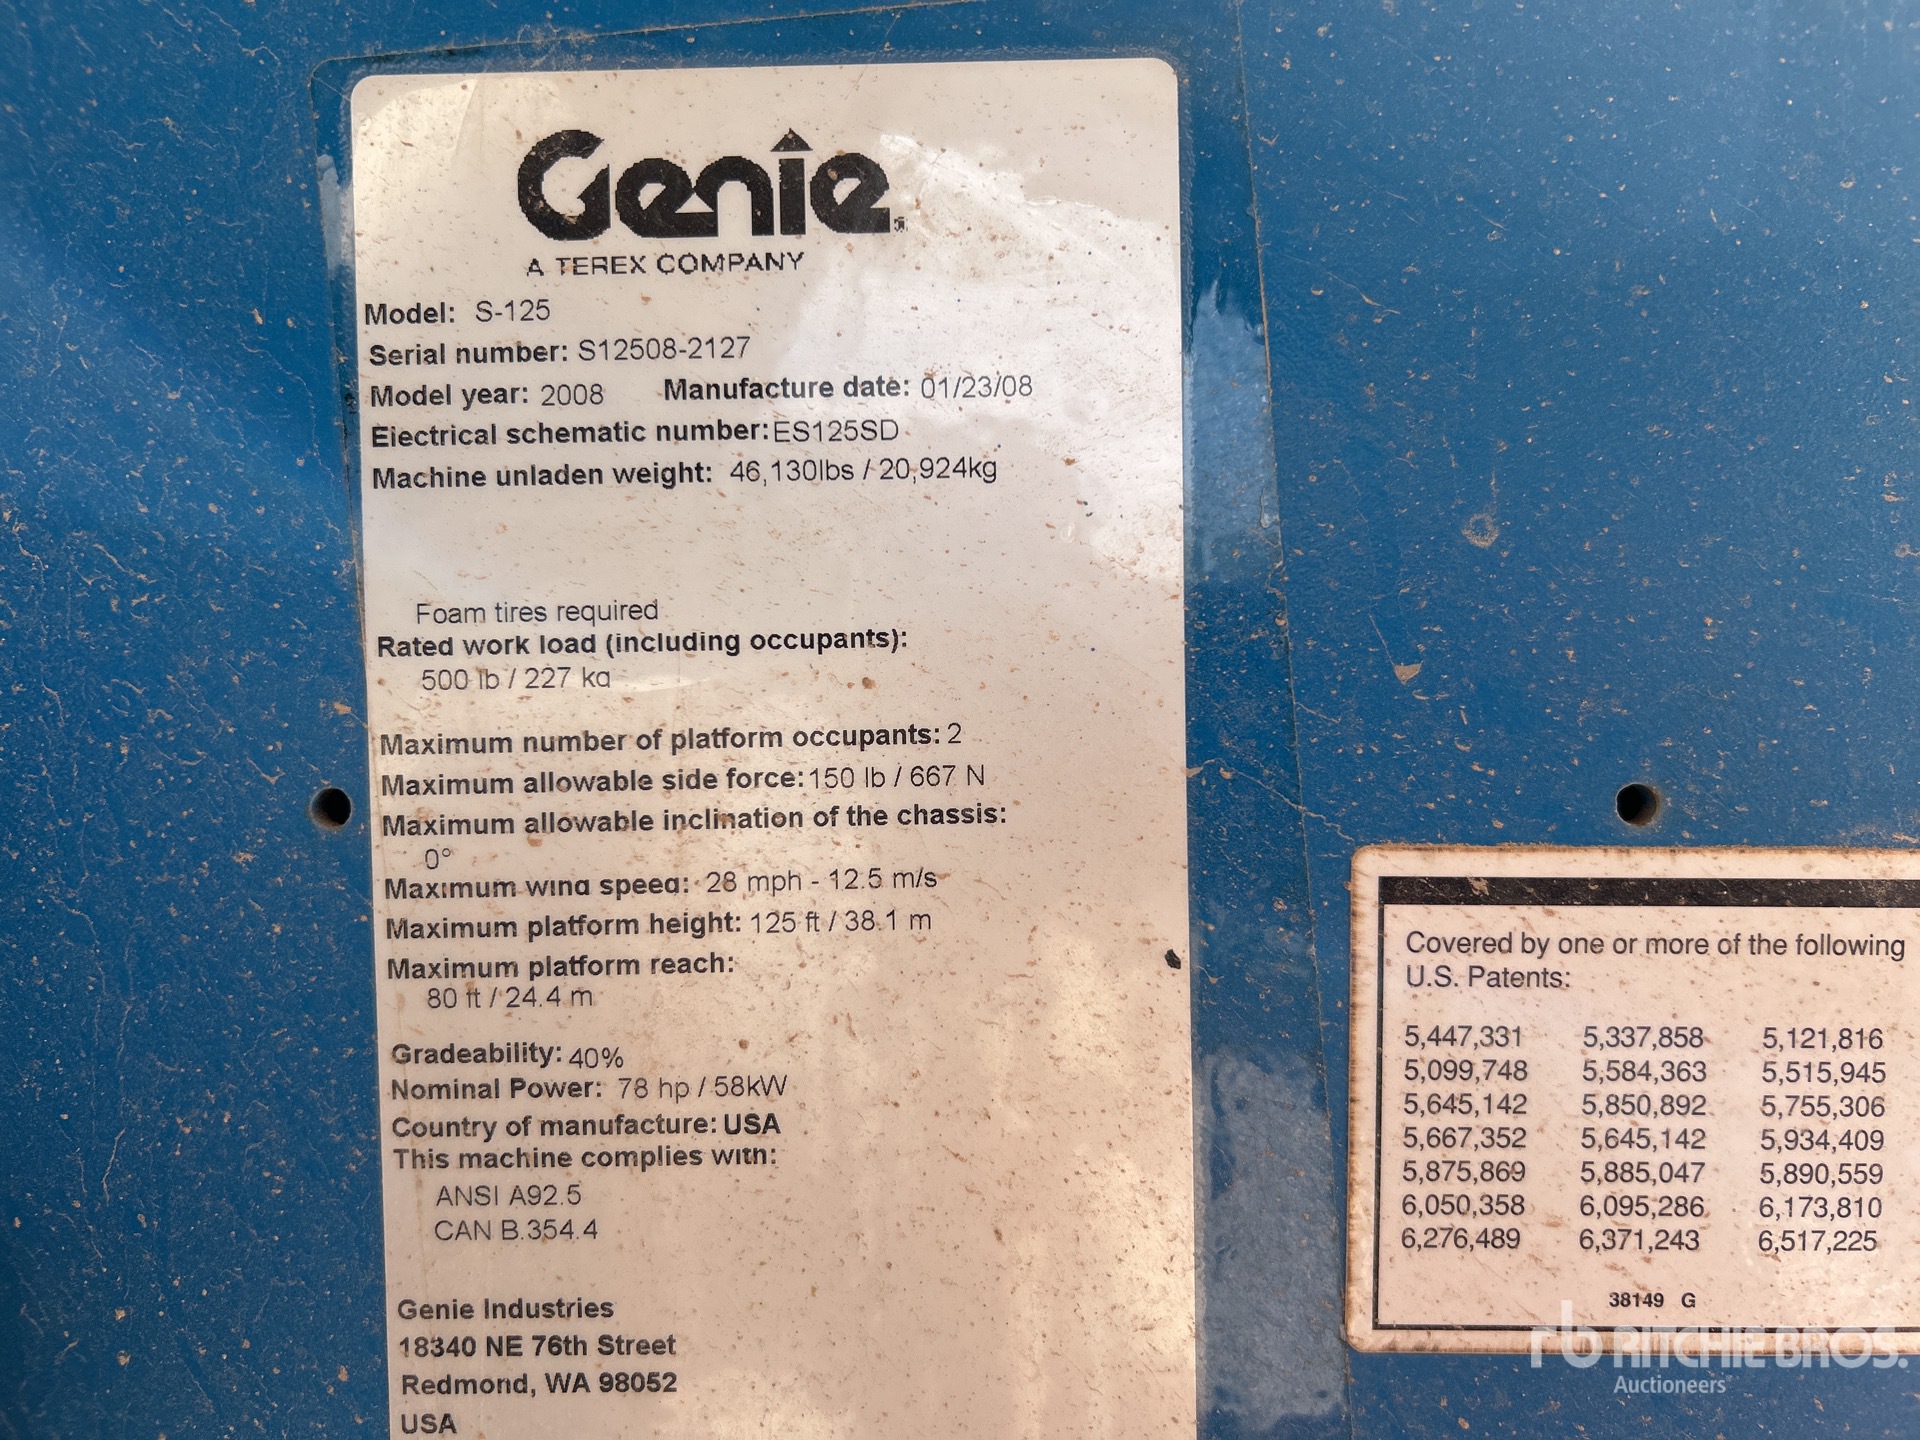 Genie
A TEREX COMPANY
Model: S-125
Serial number: S12508-2127
Model year: 2008 Manufacture date: 01/23/08
Electrical schematic number: ES125SD
Machine unladen weight: 46,130lbs / 20,924kg
Foam tires required
Rated work load (including occupants):
500 lb / 227 kg
Maximum number of platform occupants: 2
Maximum allowable side force: 150 lb / 667 N
Maximum allowable inclination of the chassis:
0°
Maximum wind speed: 28 mph - 12.5 m/s
Maximum platform height: 125 ft / 38.1 m
Maximum platform reach:
80 ft / 24.4 m
Gradeability: 40%
Nominal Power: 78 hp / 58kW
Country of manufacture: USA
This machine complies with:
ANSI A92.5
CAN B.354.4
Genie Industries
18340 NE 76th Street
Redmond, WA 98052
USA
Covered by one or more of the following
U.S. Patents:
5,447,331 5,337,858 5,121,816
5,099,748 5,584,363 5,515,945
5,645,142 5,850,892 5,755,306
5,667,352 5,645,142 5,934,409
5,875,869 5,885,047 5,890,559
6,050,358 6,095,286 6,173,810
6,276,489 6,371,243 6,517,225
38149 G
rb RITCHIE BROS.
Auctioneers